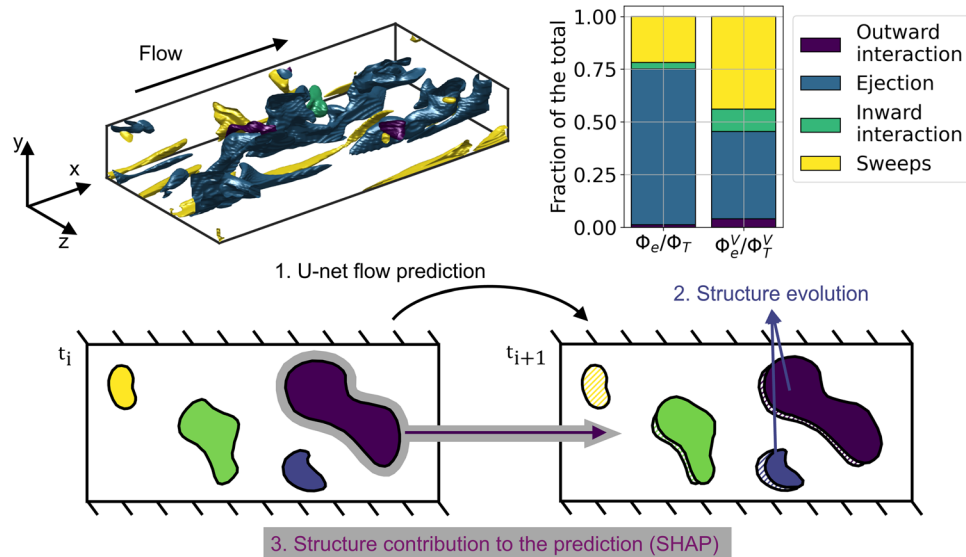 Flow
y
x
z
Fraction of the total
1.00
0.75
0.50
0.25
0.00
Φₑ/Φ_T
Φₑⱽ/Φ_Tⱽ
Outward
interaction
Ejection
Inward
interaction
Sweeps
1. U-net flow prediction
2. Structure evolution
tᵢ
tᵢ₊₁
3. Structure contribution to the prediction (SHAP)